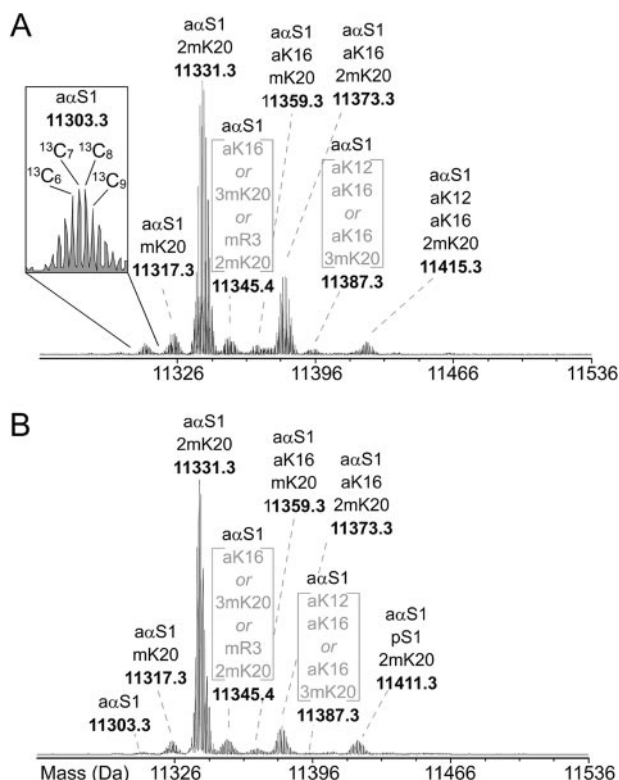 A
aαS1
2mK20
11331.3
aαS1
aK16
mK20
11359.3
aαS1
aK16
2mK20
11373.3
aαS1
11303.3
¹³C₆
¹³C₇
¹³C₈
¹³C₉
aαS1
mK20
11317.3
aαS1
aK16
or
3mK20
or
mR3
2mK20
11345.4
aαS1
aK12
aK16
or
aK16
3mK20
11387.3
aαS1
aK12
aK16
2mK20
11415.3
11326
11396
11466
11536
B
aαS1
2mK20
11331.3
aαS1
aK16
mK20
11359.3
aαS1
aK16
2mK20
11373.3
aαS1
11303.3
aαS1
mK20
11317.3
aαS1
aK16
or
3mK20
or
mR3
2mK20
11345.4
aαS1
aK12
aK16
or
aK16
3mK20
11387.3
aαS1
pS1
2mK20
11411.3
Mass (Da)
11326
11396
11466
11536